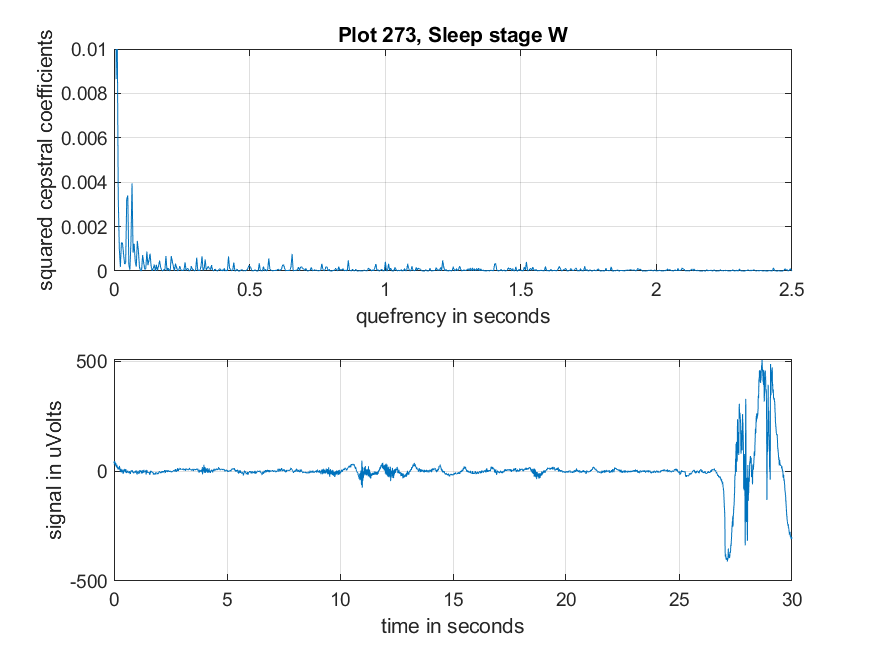 Plot 273, Sleep stage W
squared cepstral coefficients
0.01
0.008
0.006
0.004
0.002
0
0 0.5 1 1.5 2 2.5
quefrency in seconds
signal in uVolts
500
0
-500
0 5 10 15 20 25 30
time in seconds